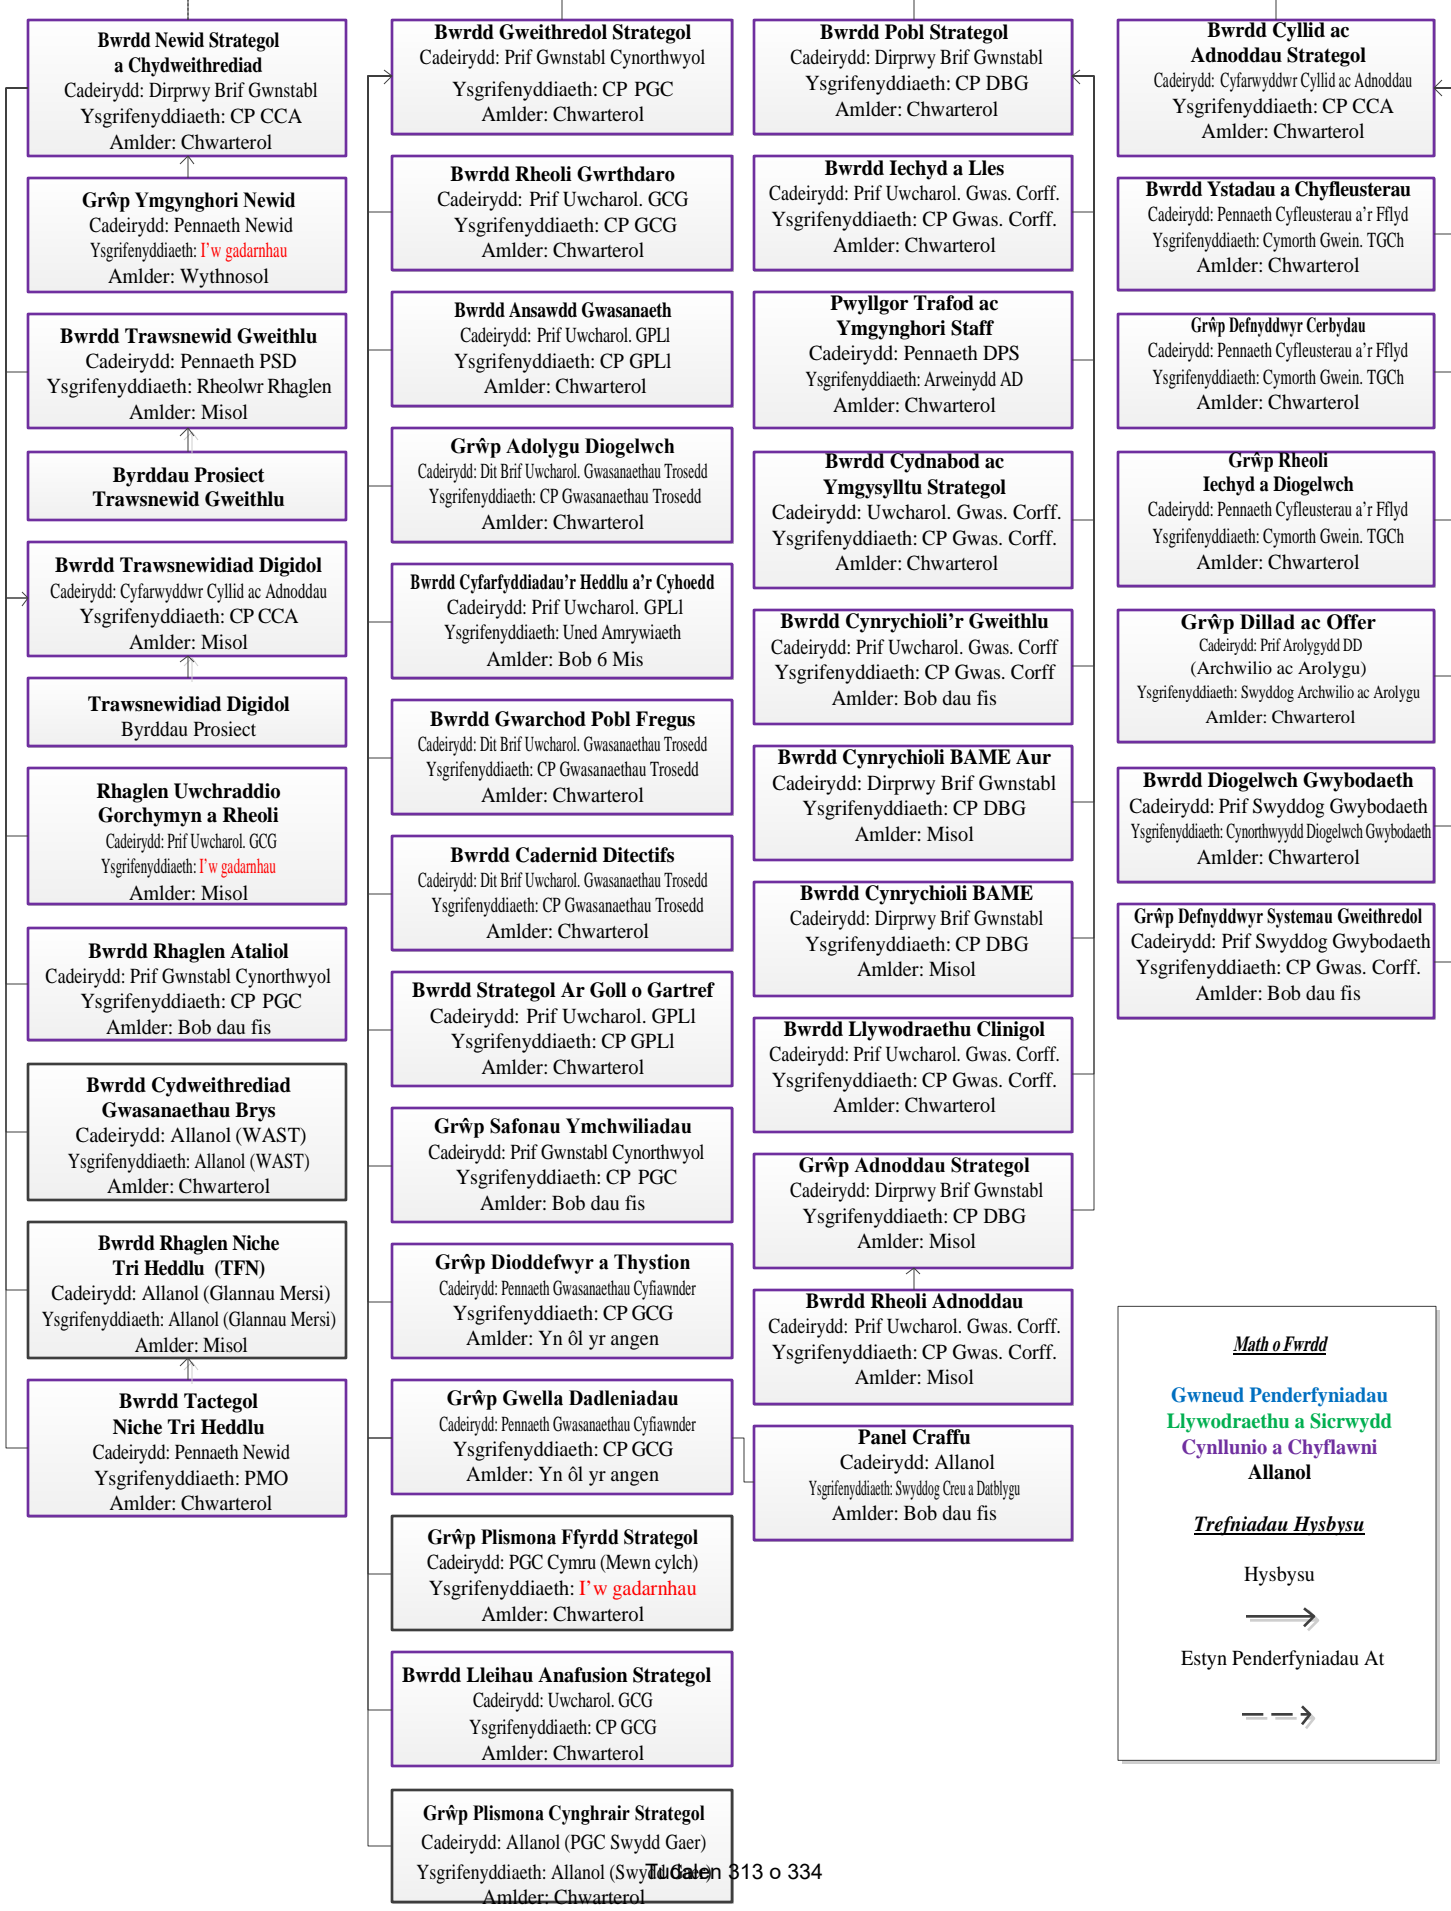 Bwrdd Newid Strategol
a Chydweithrediad
Cadeirydd: Dirprwy Brif Gwnstabl
Ysgrifenyddiaeth: CP CCA
Amlder: Chwarterol
Grŵp Ymgynghori Newid
Cadeirydd: Pennaeth Newid
Ysgrifenyddiaeth: I'w gadarnhau
Amlder: Wythnosol
Bwrdd Trawsnewid Gweithlu
Cadeirydd: Pennaeth PSD
Ysgrifenyddiaeth: Rheolwr Rhaglen
Amlder: Misol
Byrddau Prosiect
Trawsnewid Gweithlu
Bwrdd Trawsnewidiad Digidol
Cadeirydd: Cyfarwyddwr Cyllid ac Adnoddau
Ysgrifenyddiaeth: CP CCA
Amlder: Misol
Trawsnewidiad Digidol
Byrddau Prosiect
Rhaglen Uwchraddio
Gorchymyn a Rheoli
Cadeirydd: Prif Uwcharol. GCG
Ysgrifenyddiaeth: I'w gadarnhau
Amlder: Misol
Bwrdd Rhaglen Ataliol
Cadeirydd: Prif Gwnstabl Cynorthwyol
Ysgrifenyddiaeth: CP PGC
Amlder: Bob dau fis
Bwrdd Cydweithrediad
Gwasanaethau Brys
Cadeirydd: Allanol (WAST)
Ysgrifenyddiaeth: Allanol (WAST)
Amlder: Chwarterol
Bwrdd Rhaglen Niche
Tri Heddlu (TFN)
Cadeirydd: Allanol (Glannau Mersi)
Ysgrifenyddiaeth: Allanol (Glannau Mersi)
Amlder: Misol
Bwrdd Tactegol
Niche Tri Heddlu
Cadeirydd: Pennaeth Newid
Ysgrifenyddiaeth: PMO
Amlder: Chwarterol
Bwrdd Gweithredol Strategol
Cadeirydd: Prif Gwnstabl Cynorthwyol
Ysgrifenyddiaeth: CP PGC
Amlder: Chwarterol
Bwrdd Rheoli Gwrthdaro
Cadeirydd: Prif Uwcharol. GCG
Ysgrifenyddiaeth: CP GCG
Amlder: Chwarterol
Bwrdd Ansawdd Gwasanaeth
Cadeirydd: Prif Uwcharol. GPLl
Ysgrifenyddiaeth: CP GPLl
Amlder: Chwarterol
Grŵp Adolygu Diogelwch
Cadeirydd: Dit Brif Uwcharol. Gwasanaethau Trosedd
Ysgrifenyddiaeth: CP Gwasanaethau Trosedd
Amlder: Chwarterol
Bwrdd Cyfarfyddiadau'r Heddlu a'r Cyhoedd
Cadeirydd: Prif Uwcharol. GPLl
Ysgrifenyddiaeth: Uned Amrywiaeth
Amlder: Bob 6 Mis
Bwrdd Gwarchod Pobl Fregus
Cadeirydd: Dit Brif Uwcharol. Gwasanaethau Trosedd
Ysgrifenyddiaeth: CP Gwasanaethau Trosedd
Amlder: Chwarterol
Bwrdd Cadernid Ditectifs
Cadeirydd: Dit Brif Uwcharol. Gwasanaethau Trosedd
Ysgrifenyddiaeth: CP Gwasanaethau Trosedd
Amlder: Chwarterol
Bwrdd Strategol Ar Goll o Gartref
Cadeirydd: Prif Uwcharol. GPLl
Ysgrifenyddiaeth: CP GPLl
Amlder: Chwarterol
Grŵp Safonau Ymchwiliadau
Cadeirydd: Prif Gwnstabl Cynorthwyol
Ysgrifenyddiaeth: CP PGC
Amlder: Bob dau fis
Grŵp Dioddefwyr a Thystion
Cadeirydd: Pennaeth Gwasanaethau Cyfiawnder
Ysgrifenyddiaeth: CP GCG
Amlder: Yn ôl yr angen
Grŵp Gwella Dadleniadau
Cadeirydd: Pennaeth Gwasanaethau Cyfiawnder
Ysgrifenyddiaeth: CP GCG
Amlder: Yn ôl yr angen
Grŵp Plismona Ffyrdd Strategol
Cadeirydd: PGC Cymru (Mewn cylch)
Ysgrifenyddiaeth: I'w gadarnhau
Amlder: Chwarterol
Bwrdd Lleihau Anafusion Strategol
Cadeirydd: Uwcharol. GCG
Ysgrifenyddiaeth: CP GCG
Amlder: Chwarterol
Grŵp Plismona Cynghrair Strategol
Cadeirydd: Allanol (PGC Swydd Gaer)
Ysgrifenyddiaeth: Allanol (Swydd Gaer)
Amlder: Chwarterol
Bwrdd Pobl Strategol
Cadeirydd: Dirprwy Brif Gwnstabl
Ysgrifenyddiaeth: CP DBG
Amlder: Chwarterol
Bwrdd Iechyd a Lles
Cadeirydd: Prif Uwcharol. Gwas. Corff.
Ysgrifenyddiaeth: CP Gwas. Corff.
Amlder: Chwarterol
Pwyllgor Trafod ac
Ymgynghori Staff
Cadeirydd: Pennaeth DPS
Ysgrifenyddiaeth: Arweinydd AD
Amlder: Chwarterol
Bwrdd Cydnabod ac
Ymgysylltu Strategol
Cadeirydd: Uwcharol. Gwas. Corff.
Ysgrifenyddiaeth: CP Gwas. Corff.
Amlder: Chwarterol
Bwrdd Cynrychioli'r Gweithlu
Cadeirydd: Prif Uwcharol. Gwas. Corff
Ysgrifenyddiaeth: CP Gwas. Corff
Amlder: Bob dau fis
Bwrdd Cynrychioli BAME Aur
Cadeirydd: Dirprwy Brif Gwnstabl
Ysgrifenyddiaeth: CP DBG
Amlder: Misol
Bwrdd Cynrychioli BAME
Cadeirydd: Dirprwy Brif Gwnstabl
Ysgrifenyddiaeth: CP DBG
Amlder: Misol
Bwrdd Llywodraethu Clinigol
Cadeirydd: Prif Uwcharol. Gwas. Corff.
Ysgrifenyddiaeth: CP Gwas. Corff.
Amlder: Chwarterol
Grŵp Adnoddau Strategol
Cadeirydd: Dirprwy Brif Gwnstabl
Ysgrifenyddiaeth: CP DBG
Amlder: Misol
Bwrdd Rheoli Adnoddau
Cadeirydd: Prif Uwcharol. Gwas. Corff.
Ysgrifenyddiaeth: CP Gwas. Corff.
Amlder: Misol
Panel Craffu
Cadeirydd: Allanol
Ysgrifenyddiaeth: Swyddog Creu a Datblygu
Amlder: Bob dau fis
Bwrdd Cyllid ac
Adnoddau Strategol
Cadeirydd: Cyfarwyddwr Cyllid ac Adnoddau
Ysgrifenyddiaeth: CP CCA
Amlder: Chwarterol
Bwrdd Ystadau a Chyfleusterau
Cadeirydd: Pennaeth Cyfleusterau a'r Fflyd
Ysgrifenyddiaeth: Cymorth Gwein. TGCh
Amlder: Chwarterol
Grŵp Defnyddwyr Cerbydau
Cadeirydd: Pennaeth Cyfleusterau a'r Fflyd
Ysgrifenyddiaeth: Cymorth Gwein. TGCh
Amlder: Chwarterol
Grŵp Rheoli
Iechyd a Diogelwch
Cadeirydd: Pennaeth Cyfleusterau a'r Fflyd
Ysgrifenyddiaeth: Cymorth Gwein. TGCh
Amlder: Chwarterol
Grŵp Dillad ac Offer
Cadeirydd: Prif Arolygydd DD
(Archwilio ac Arolygu)
Ysgrifenyddiaeth: Swyddog Archwilio ac Arolygu
Amlder: Chwarterol
Bwrdd Diogelwch Gwybodaeth
Cadeirydd: Prif Swyddog Gwybodaeth
Ysgrifenyddiaeth: Cynorthwyydd Diogelwch Gwybodaeth
Amlder: Chwarterol
Grŵp Defnyddwyr Systemau Gweithredol
Cadeirydd: Prif Swyddog Gwybodaeth
Ysgrifenyddiaeth: CP Gwas. Corff.
Amlder: Bob dau fis
Math o Fwrdd
Gwneud Penderfyniadau
Llywodraethu a Sicrwydd
Cynllunio a Chyflawni
Allanol
Trefniadau Hysbysu
Hysbysu
Estyn Penderfyniadau At
Tudalen 313 o 334